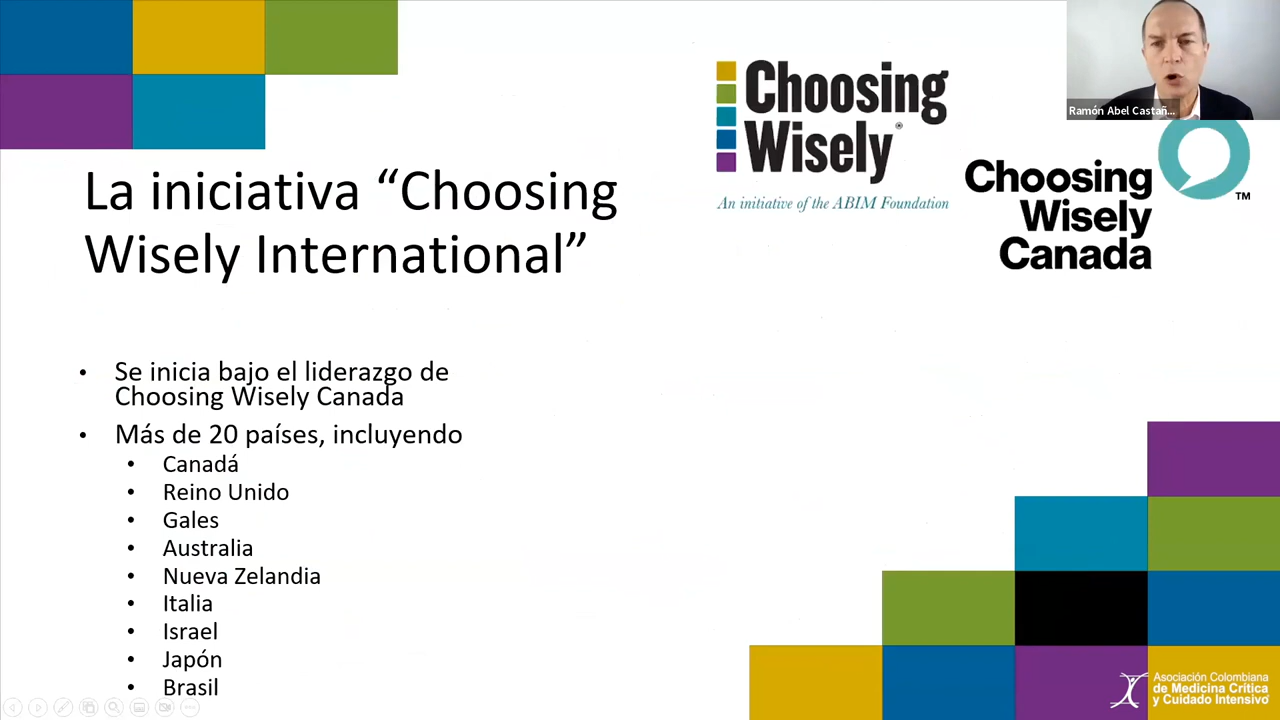 Choosing
Wisely®
An initiative of the ABIM Foundation
Ramón Abel Castañ...
Choosing
Wisely
Canada
TM
La iniciativa “Choosing
Wisely International”
• Se inicia bajo el liderazgo de
Choosing Wisely Canada
• Más de 20 países, incluyendo
• Canadá
• Reino Unido
• Gales
• Australia
• Nueva Zelandia
• Italia
• Israel
• Japón
• Brasil
Asociación Colombiana
de Medicina Crítica
y Cuidado Intensivo